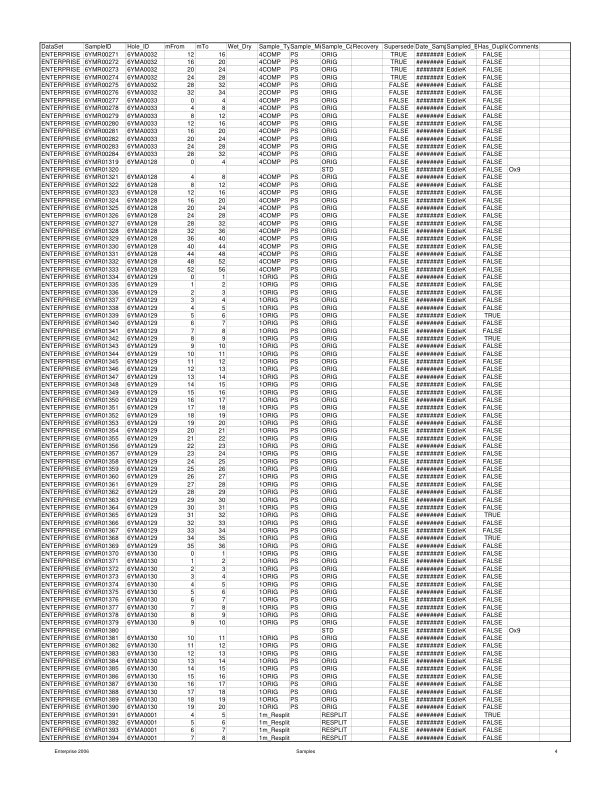 DataSet SampleID Hole_ID mFrom mTo Wet_Dry Sample_Ty Sample_Me Sample_Ca Recovery Supersede Date_Samp Sampled_B Has_Duplic Comments
ENTERPRISE 6YMR00271 6YMA0032 12 16 4COMP PS ORIG TRUE ######## EddieK FALSE
ENTERPRISE 6YMR00272 6YMA0032 16 20 4COMP PS ORIG TRUE ######## EddieK FALSE
ENTERPRISE 6YMR00273 6YMA0032 20 24 4COMP PS ORIG TRUE ######## EddieK FALSE
ENTERPRISE 6YMR00274 6YMA0032 24 28 4COMP PS ORIG TRUE ######## EddieK FALSE
ENTERPRISE 6YMR00275 6YMA0032 28 32 4COMP PS ORIG FALSE ######## EddieK FALSE
ENTERPRISE 6YMR00276 6YMA0032 32 34 2COMP PS ORIG FALSE ######## EddieK FALSE
ENTERPRISE 6YMR00277 6YMA0033 0 4 4COMP PS ORIG FALSE ######## EddieK FALSE
ENTERPRISE 6YMR00278 6YMA0033 4 8 4COMP PS ORIG FALSE ######## EddieK FALSE
ENTERPRISE 6YMR00279 6YMA0033 8 12 4COMP PS ORIG FALSE ######## EddieK FALSE
ENTERPRISE 6YMR00280 6YMA0033 12 16 4COMP PS ORIG FALSE ######## EddieK FALSE
ENTERPRISE 6YMR00281 6YMA0033 16 20 4COMP PS ORIG FALSE ######## EddieK FALSE
ENTERPRISE 6YMR00282 6YMA0033 20 24 4COMP PS ORIG FALSE ######## EddieK FALSE
ENTERPRISE 6YMR00283 6YMA0033 24 28 4COMP PS ORIG FALSE ######## EddieK FALSE
ENTERPRISE 6YMR00284 6YMA0033 28 32 4COMP PS ORIG FALSE ######## EddieK FALSE
ENTERPRISE 6YMR01319 6YMA0128 0 4 4COMP PS ORIG FALSE ######## EddieK FALSE
ENTERPRISE 6YMR01320 STD FALSE ######## EddieK FALSE Ox9
ENTERPRISE 6YMR01321 6YMA0128 4 8 4COMP PS ORIG FALSE ######## EddieK FALSE
ENTERPRISE 6YMR01322 6YMA0128 8 12 4COMP PS ORIG FALSE ######## EddieK FALSE
ENTERPRISE 6YMR01323 6YMA0128 12 16 4COMP PS ORIG FALSE ######## EddieK FALSE
ENTERPRISE 6YMR01324 6YMA0128 16 20 4COMP PS ORIG FALSE ######## EddieK FALSE
ENTERPRISE 6YMR01325 6YMA0128 20 24 4COMP PS ORIG FALSE ######## EddieK FALSE
ENTERPRISE 6YMR01326 6YMA0128 24 28 4COMP PS ORIG FALSE ######## EddieK FALSE
ENTERPRISE 6YMR01327 6YMA0128 28 32 4COMP PS ORIG FALSE ######## EddieK FALSE
ENTERPRISE 6YMR01328 6YMA0128 32 36 4COMP PS ORIG FALSE ######## EddieK FALSE
ENTERPRISE 6YMR01329 6YMA0128 36 40 4COMP PS ORIG FALSE ######## EddieK FALSE
ENTERPRISE 6YMR01330 6YMA0128 40 44 4COMP PS ORIG FALSE ######## EddieK FALSE
ENTERPRISE 6YMR01331 6YMA0128 44 48 4COMP PS ORIG FALSE ######## EddieK FALSE
ENTERPRISE 6YMR01332 6YMA0128 48 52 4COMP PS ORIG FALSE ######## EddieK FALSE
ENTERPRISE 6YMR01333 6YMA0128 52 56 4COMP PS ORIG FALSE ######## EddieK FALSE
ENTERPRISE 6YMR01334 6YMA0129 0 1 1ORIG PS ORIG FALSE ######## EddieK FALSE
ENTERPRISE 6YMR01335 6YMA0129 1 2 1ORIG PS ORIG FALSE ######## EddieK FALSE
ENTERPRISE 6YMR01336 6YMA0129 2 3 1ORIG PS ORIG FALSE ######## EddieK FALSE
ENTERPRISE 6YMR01337 6YMA0129 3 4 1ORIG PS ORIG FALSE ######## EddieK FALSE
ENTERPRISE 6YMR01338 6YMA0129 4 5 1ORIG PS ORIG FALSE ######## EddieK FALSE
ENTERPRISE 6YMR01339 6YMA0129 5 6 1ORIG PS ORIG FALSE ######## EddieK TRUE
ENTERPRISE 6YMR01340 6YMA0129 6 7 1ORIG PS ORIG FALSE ######## EddieK FALSE
ENTERPRISE 6YMR01341 6YMA0129 7 8 1ORIG PS ORIG FALSE ######## EddieK FALSE
ENTERPRISE 6YMR01342 6YMA0129 8 9 1ORIG PS ORIG FALSE ######## EddieK TRUE
ENTERPRISE 6YMR01343 6YMA0129 9 10 1ORIG PS ORIG FALSE ######## EddieK FALSE
ENTERPRISE 6YMR01344 6YMA0129 10 11 1ORIG PS ORIG FALSE ######## EddieK FALSE
ENTERPRISE 6YMR01345 6YMA0129 11 12 1ORIG PS ORIG FALSE ######## EddieK FALSE
ENTERPRISE 6YMR01346 6YMA0129 12 13 1ORIG PS ORIG FALSE ######## EddieK FALSE
ENTERPRISE 6YMR01347 6YMA0129 13 14 1ORIG PS ORIG FALSE ######## EddieK FALSE
ENTERPRISE 6YMR01348 6YMA0129 14 15 1ORIG PS ORIG FALSE ######## EddieK FALSE
ENTERPRISE 6YMR01349 6YMA0129 15 16 1ORIG PS ORIG FALSE ######## EddieK FALSE
ENTERPRISE 6YMR01350 6YMA0129 16 17 1ORIG PS ORIG FALSE ######## EddieK FALSE
ENTERPRISE 6YMR01351 6YMA0129 17 18 1ORIG PS ORIG FALSE ######## EddieK FALSE
ENTERPRISE 6YMR01352 6YMA0129 18 19 1ORIG PS ORIG FALSE ######## EddieK FALSE
ENTERPRISE 6YMR01353 6YMA0129 19 20 1ORIG PS ORIG FALSE ######## EddieK FALSE
ENTERPRISE 6YMR01354 6YMA0129 20 21 1ORIG PS ORIG FALSE ######## EddieK FALSE
ENTERPRISE 6YMR01355 6YMA0129 21 22 1ORIG PS ORIG FALSE ######## EddieK FALSE
ENTERPRISE 6YMR01356 6YMA0129 22 23 1ORIG PS ORIG FALSE ######## EddieK FALSE
ENTERPRISE 6YMR01357 6YMA0129 23 24 1ORIG PS ORIG FALSE ######## EddieK FALSE
ENTERPRISE 6YMR01358 6YMA0129 24 25 1ORIG PS ORIG FALSE ######## EddieK FALSE
ENTERPRISE 6YMR01359 6YMA0129 25 26 1ORIG PS ORIG FALSE ######## EddieK FALSE
ENTERPRISE 6YMR01360 6YMA0129 26 27 1ORIG PS ORIG FALSE ######## EddieK FALSE
ENTERPRISE 6YMR01361 6YMA0129 27 28 1ORIG PS ORIG FALSE ######## EddieK FALSE
ENTERPRISE 6YMR01362 6YMA0129 28 29 1ORIG PS ORIG FALSE ######## EddieK FALSE
ENTERPRISE 6YMR01363 6YMA0129 29 30 1ORIG PS ORIG FALSE ######## EddieK FALSE
ENTERPRISE 6YMR01364 6YMA0129 30 31 1ORIG PS ORIG FALSE ######## EddieK FALSE
ENTERPRISE 6YMR01365 6YMA0129 31 32 1ORIG PS ORIG FALSE ######## EddieK TRUE
ENTERPRISE 6YMR01366 6YMA0129 32 33 1ORIG PS ORIG FALSE ######## EddieK FALSE
ENTERPRISE 6YMR01367 6YMA0129 33 34 1ORIG PS ORIG FALSE ######## EddieK FALSE
ENTERPRISE 6YMR01368 6YMA0129 34 35 1ORIG PS ORIG FALSE ######## EddieK TRUE
ENTERPRISE 6YMR01369 6YMA0129 35 36 1ORIG PS ORIG FALSE ######## EddieK FALSE
ENTERPRISE 6YMR01370 6YMA0130 0 1 1ORIG PS ORIG FALSE ######## EddieK FALSE
ENTERPRISE 6YMR01371 6YMA0130 1 2 1ORIG PS ORIG FALSE ######## EddieK FALSE
ENTERPRISE 6YMR01372 6YMA0130 2 3 1ORIG PS ORIG FALSE ######## EddieK FALSE
ENTERPRISE 6YMR01373 6YMA0130 3 4 1ORIG PS ORIG FALSE ######## EddieK FALSE
ENTERPRISE 6YMR01374 6YMA0130 4 5 1ORIG PS ORIG FALSE ######## EddieK FALSE
ENTERPRISE 6YMR01375 6YMA0130 5 6 1ORIG PS ORIG FALSE ######## EddieK FALSE
ENTERPRISE 6YMR01376 6YMA0130 6 7 1ORIG PS ORIG FALSE ######## EddieK FALSE
ENTERPRISE 6YMR01377 6YMA0130 7 8 1ORIG PS ORIG FALSE ######## EddieK FALSE
ENTERPRISE 6YMR01378 6YMA0130 8 9 1ORIG PS ORIG FALSE ######## EddieK FALSE
ENTERPRISE 6YMR01379 6YMA0130 9 10 1ORIG PS ORIG FALSE ######## EddieK FALSE
ENTERPRISE 6YMR01380 STD FALSE ######## EddieK FALSE Ox9
ENTERPRISE 6YMR01381 6YMA0130 10 11 1ORIG PS ORIG FALSE ######## EddieK FALSE
ENTERPRISE 6YMR01382 6YMA0130 11 12 1ORIG PS ORIG FALSE ######## EddieK FALSE
ENTERPRISE 6YMR01383 6YMA0130 12 13 1ORIG PS ORIG FALSE ######## EddieK FALSE
ENTERPRISE 6YMR01384 6YMA0130 13 14 1ORIG PS ORIG FALSE ######## EddieK FALSE
ENTERPRISE 6YMR01385 6YMA0130 14 15 1ORIG PS ORIG FALSE ######## EddieK FALSE
ENTERPRISE 6YMR01386 6YMA0130 15 16 1ORIG PS ORIG FALSE ######## EddieK FALSE
ENTERPRISE 6YMR01387 6YMA0130 16 17 1ORIG PS ORIG FALSE ######## EddieK FALSE
ENTERPRISE 6YMR01388 6YMA0130 17 18 1ORIG PS ORIG FALSE ######## EddieK FALSE
ENTERPRISE 6YMR01389 6YMA0130 18 19 1ORIG PS ORIG FALSE ######## EddieK FALSE
ENTERPRISE 6YMR01390 6YMA0130 19 20 1ORIG PS ORIG FALSE ######## EddieK FALSE
ENTERPRISE 6YMR01391 6YMA0001 4 5 1m_Resplit RESPLIT FALSE ######## EddieK TRUE
ENTERPRISE 6YMR01392 6YMA0001 5 6 1m_Resplit RESPLIT FALSE ######## EddieK FALSE
ENTERPRISE 6YMR01393 6YMA0001 6 7 1m_Resplit RESPLIT FALSE ######## EddieK FALSE
ENTERPRISE 6YMR01394 6YMA0001 7 8 1m_Resplit RESPLIT FALSE ######## EddieK FALSE
Enterprise 2006 Samples 4